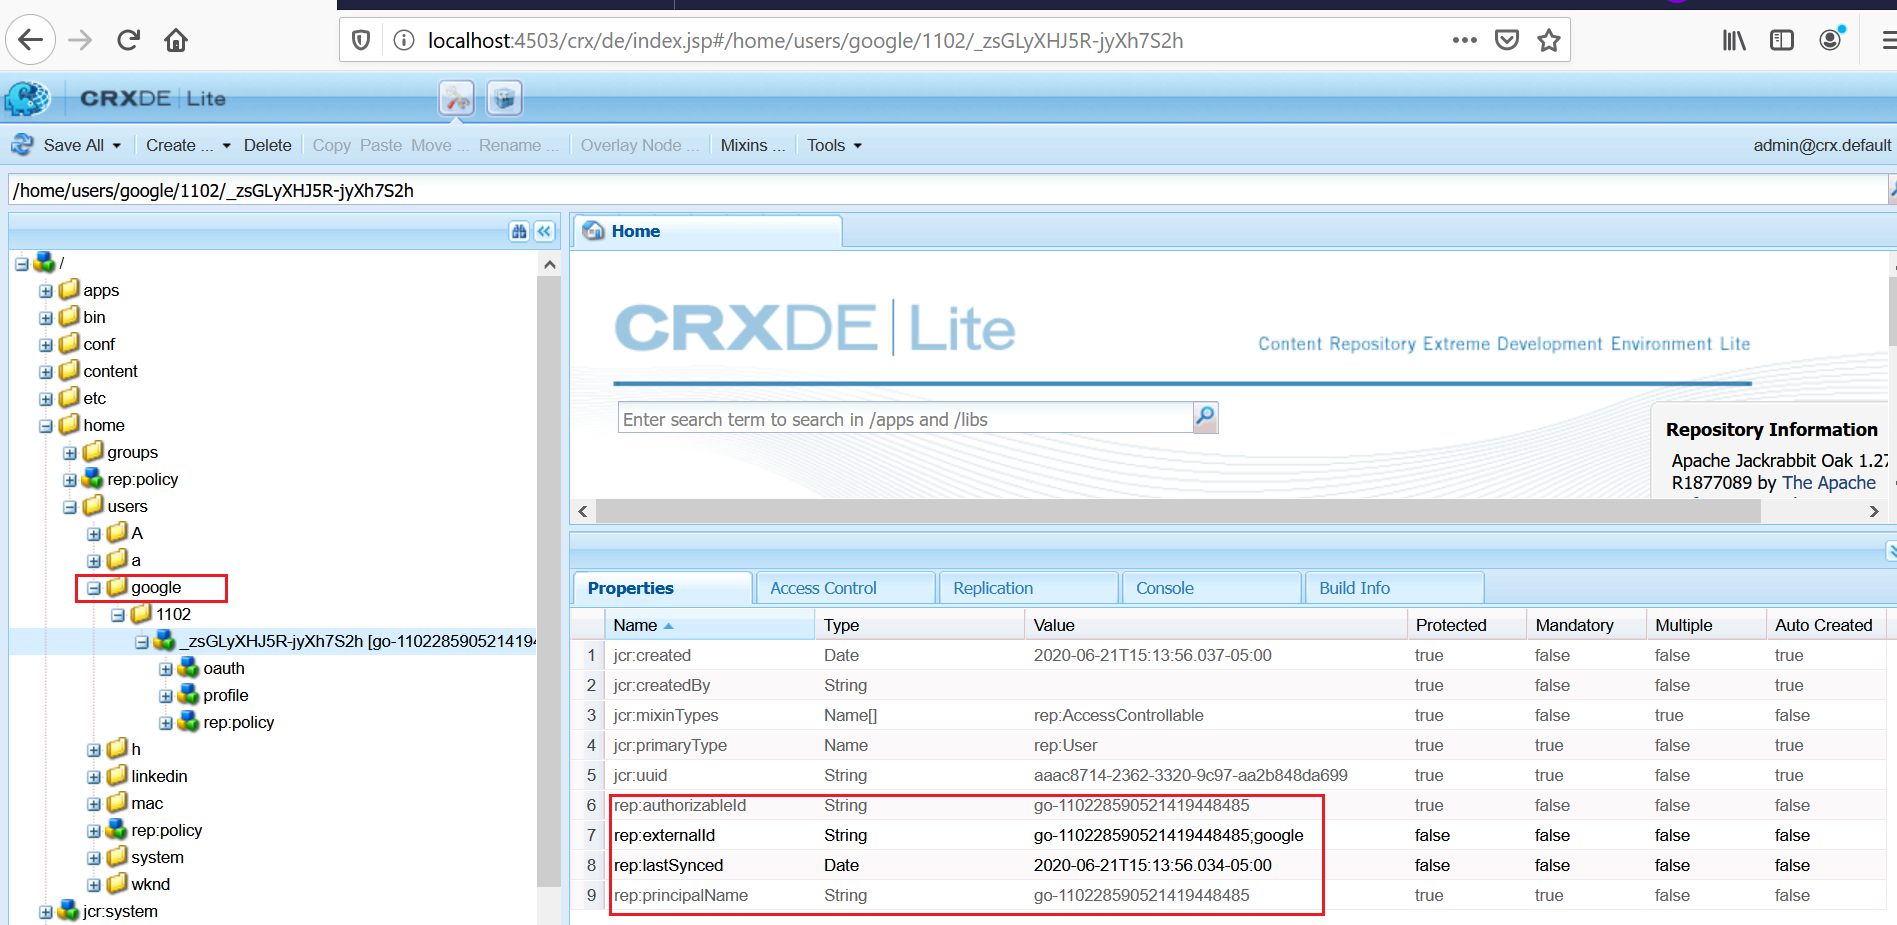 localhost:4503/crx/de/index.jsp#/home/users/google/1102/_zsGLyXHJ5R-jyXh7S2h
CRXDE | Lite
Save All Create ... Delete Copy Paste Move ... Rename ... Overlay Node ... Mixins ... Tools admin@crx.default
/home/users/google/1102/_zsGLyXHJ5R-jyXh7S2h
/
apps
bin
conf
content
etc
home
groups
rep:policy
users
A
a
google
1102
_zsGLyXHJ5R-jyXh7S2h [go-1102285905214194
oauth
profile
rep:policy
h
linkedin
mac
rep:policy
system
wknd
jcr:system
Home
CRXDE | Lite
Content Repository Extreme Development Environment Lite
Enter search term to search in /apps and /libs
Repository Information
Apache Jackrabbit Oak 1.27
R1877089 by The Apache
Properties Access Control Replication Console Build Info
Name Type Value Protected Mandatory Multiple Auto Created
1 jcr:created Date 2020-06-21T15:13:56.037-05:00 true false false true
2 jcr:createdBy String true false false true
3 jcr:mixinTypes Name[] rep:AccessControllable true false true false
4 jcr:primaryType Name rep:User true true false true
5 jcr:uuid String aaac8714-2362-3320-9c97-aa2b848da699 true true false true
6 rep:authorizableId String go-110228590521419448485 true false false false
7 rep:externalId String go-110228590521419448485;google false false false false
8 rep:lastSynced Date 2020-06-21T15:13:56.034-05:00 false false false false
9 rep:principalName String go-110228590521419448485 true true false false